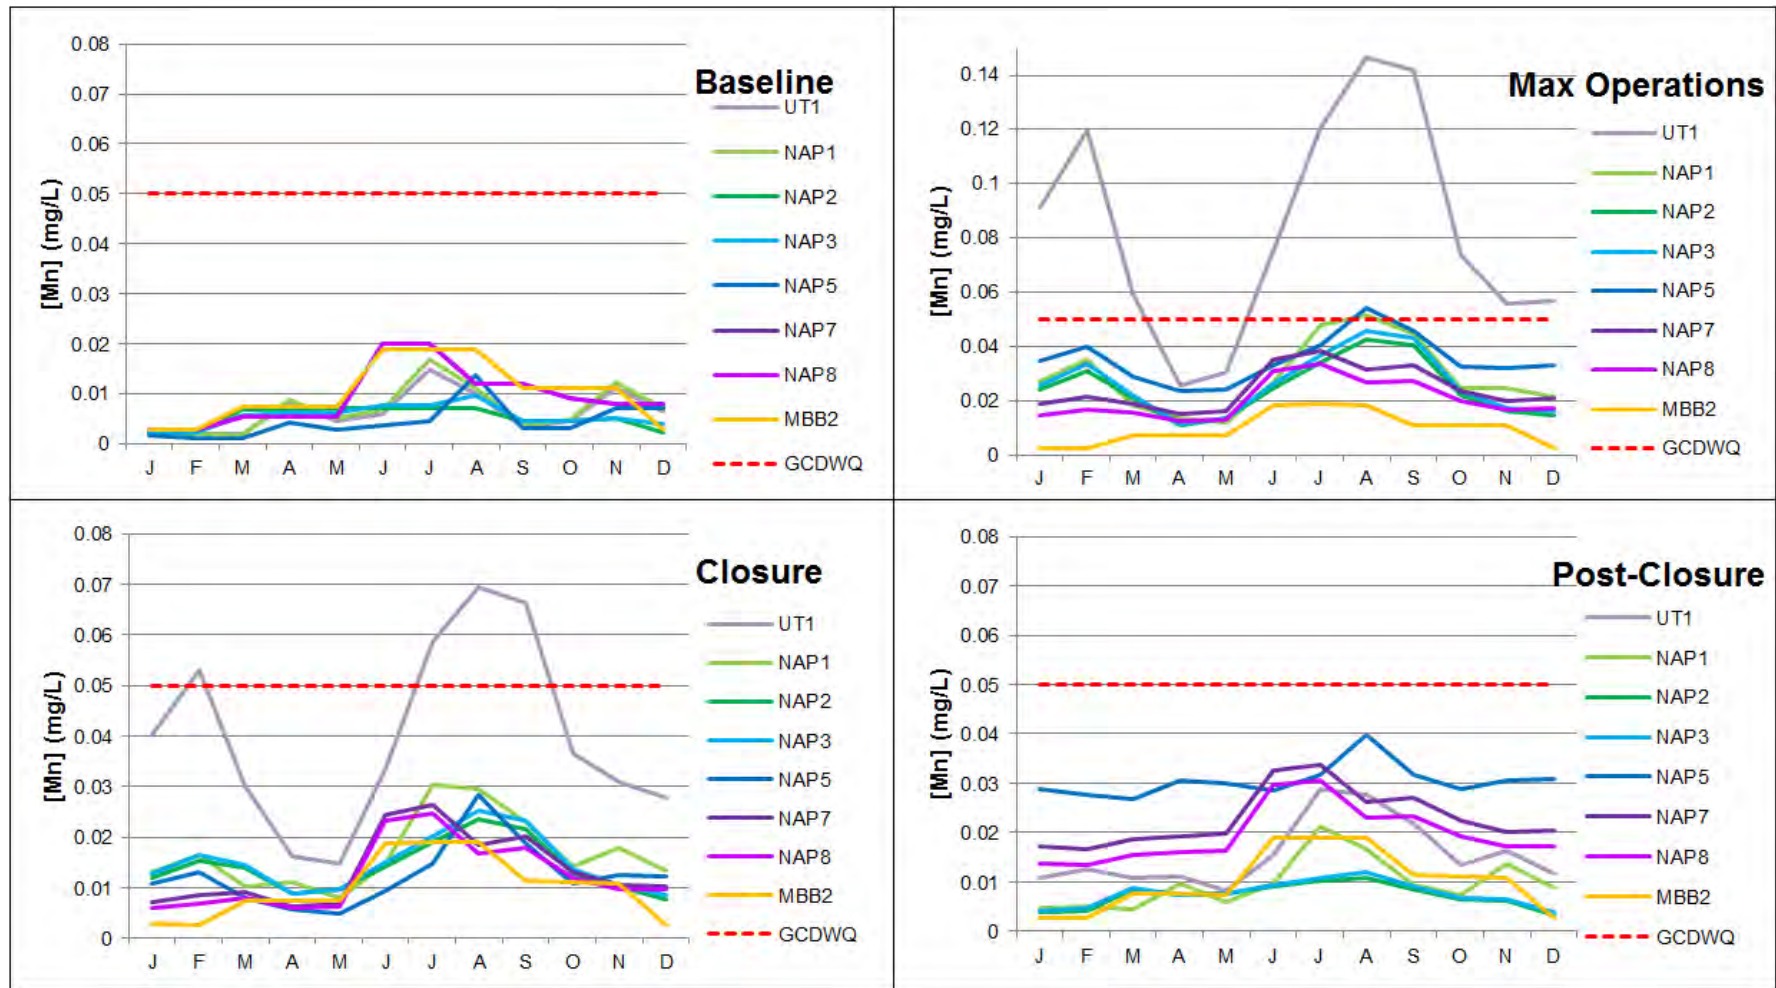 Baseline
[Mn] (mg/L)
0.08
0.07
0.06
0.05
0.04
0.03
0.02
0.01
0
J F M A M J J A S O N D
UT1
NAP1
NAP2
NAP3
NAP5
NAP7
NAP8
MBB2
GCDWQ
Max Operations
[Mn] (mg/L)
0.14
0.12
0.1
0.08
0.06
0.04
0.02
0
J F M A M J J A S O N D
UT1
NAP1
NAP2
NAP3
NAP5
NAP7
NAP8
MBB2
GCDWQ
Closure
[Mn] (mg/L)
0.08
0.07
0.06
0.05
0.04
0.03
0.02
0.01
0
J F M A M J J A S O N D
UT1
NAP1
NAP2
NAP3
NAP5
NAP7
NAP8
MBB2
GCDWQ
Post-Closure
[Mn] (mg/L)
0.08
0.07
0.06
0.05
0.04
0.03
0.02
0.01
0
J F M A M J J A S O N D
UT1
NAP1
NAP2
NAP3
NAP5
NAP7
NAP8
MBB2
GCDWQ